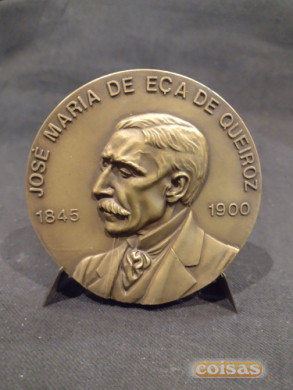 JOSÉ MARIA DE EÇA DE QUEIROZ
1845 1900
coisas